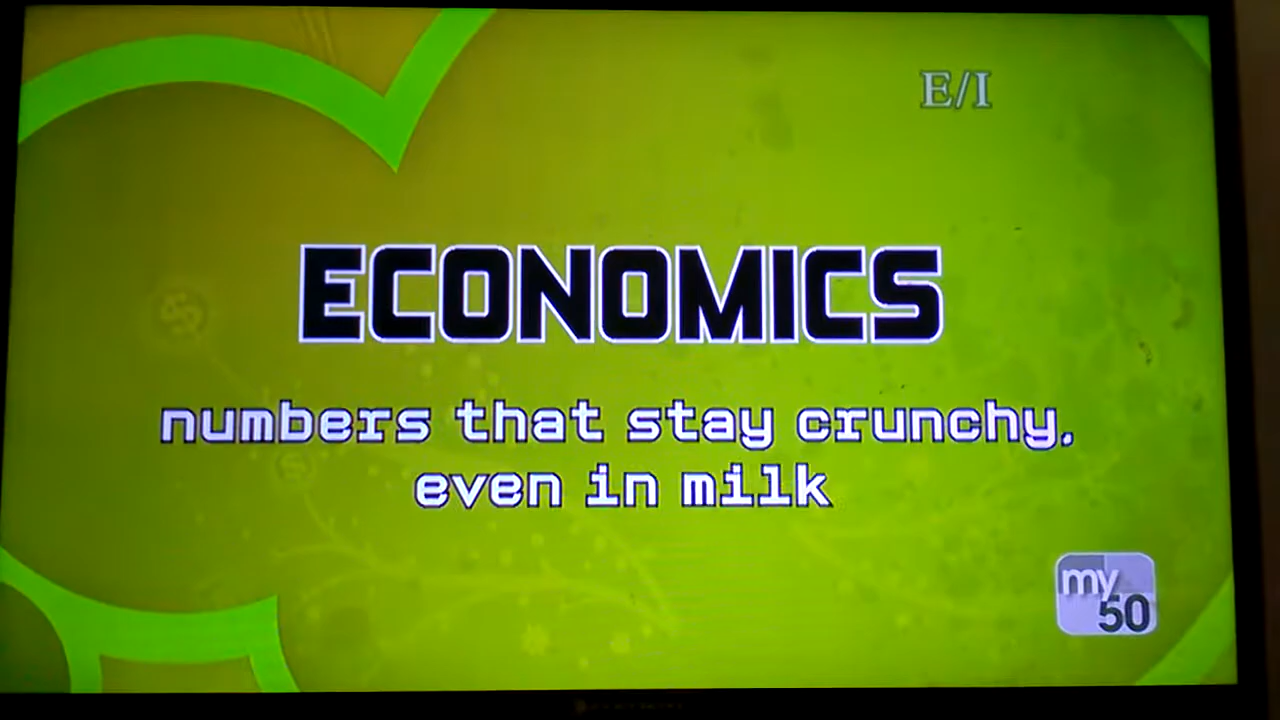 E/I
ECONOMICS
numbers that stay crunchy,
even in milk
my
50